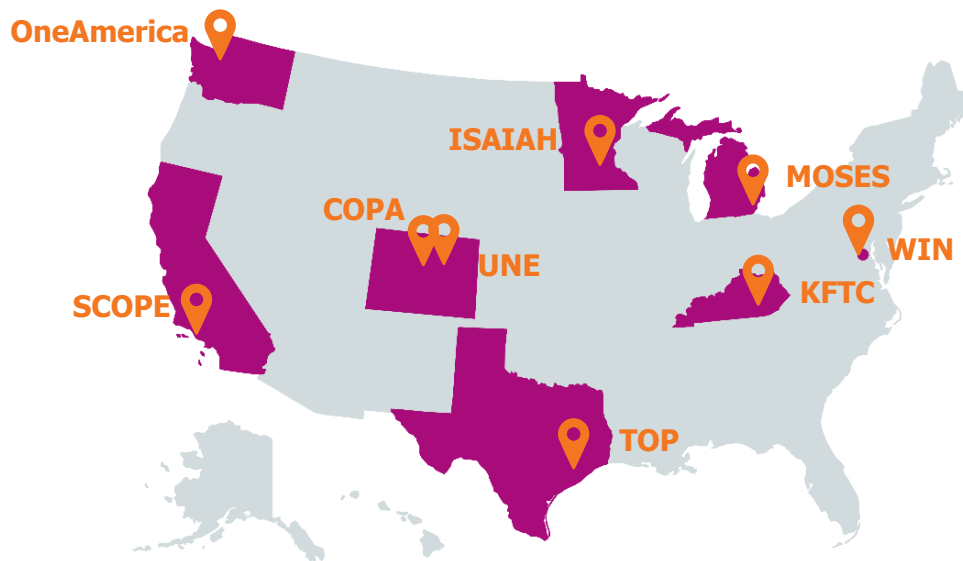 OneAmerica
ISAIAH
MOSES
COPA
WIN
UNE
KFTC
SCOPE
TOP